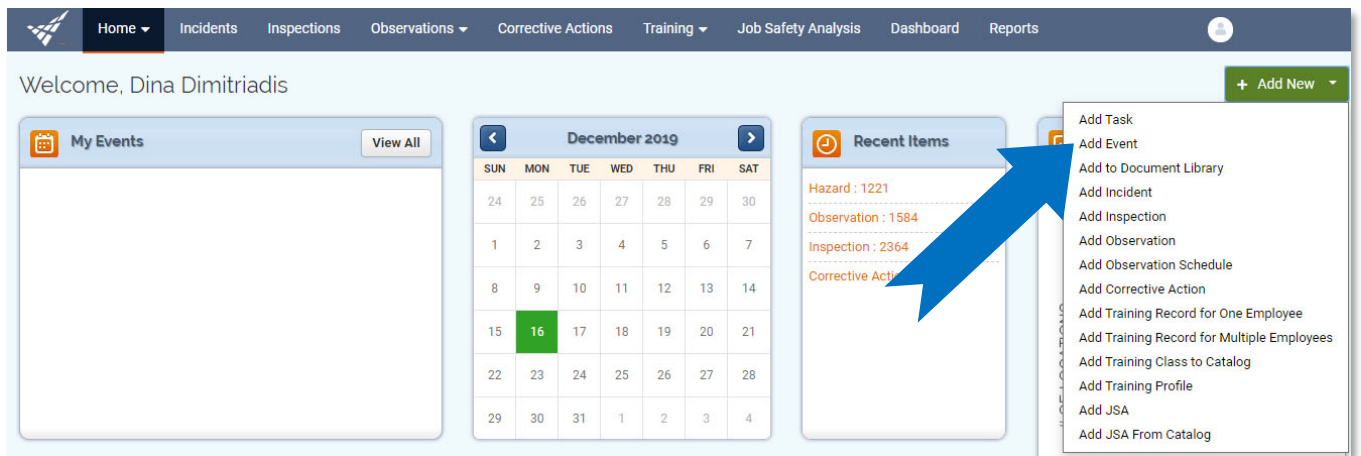 Home Incidents Inspections Observations Corrective Actions Training Job Safety Analysis Dashboard Reports
Welcome, Dina Dimitriadis
+ Add New
My Events
View All
December 2019
SUN MON TUE WED THU FRI SAT
24 25 26 27 28 29 30
1 2 3 4 5 6 7
8 9 10 11 12 13 14
15 16 17 18 19 20 21
22 23 24 25 26 27 28
29 30 31 1 2 3 4
Recent Items
Hazard : 1221
Observation : 1584
Inspection : 2364
Corrective
Add Task
Add Event
Add to Document Library
Add Incident
Add Inspection
Add Observation
Add Observation Schedule
Add Corrective Action
Add Training Record for One Employee
Add Training Record for Multiple Employees
Add Training Class to Catalog
Add Training Profile
Add JSA
Add JSA From Catalog